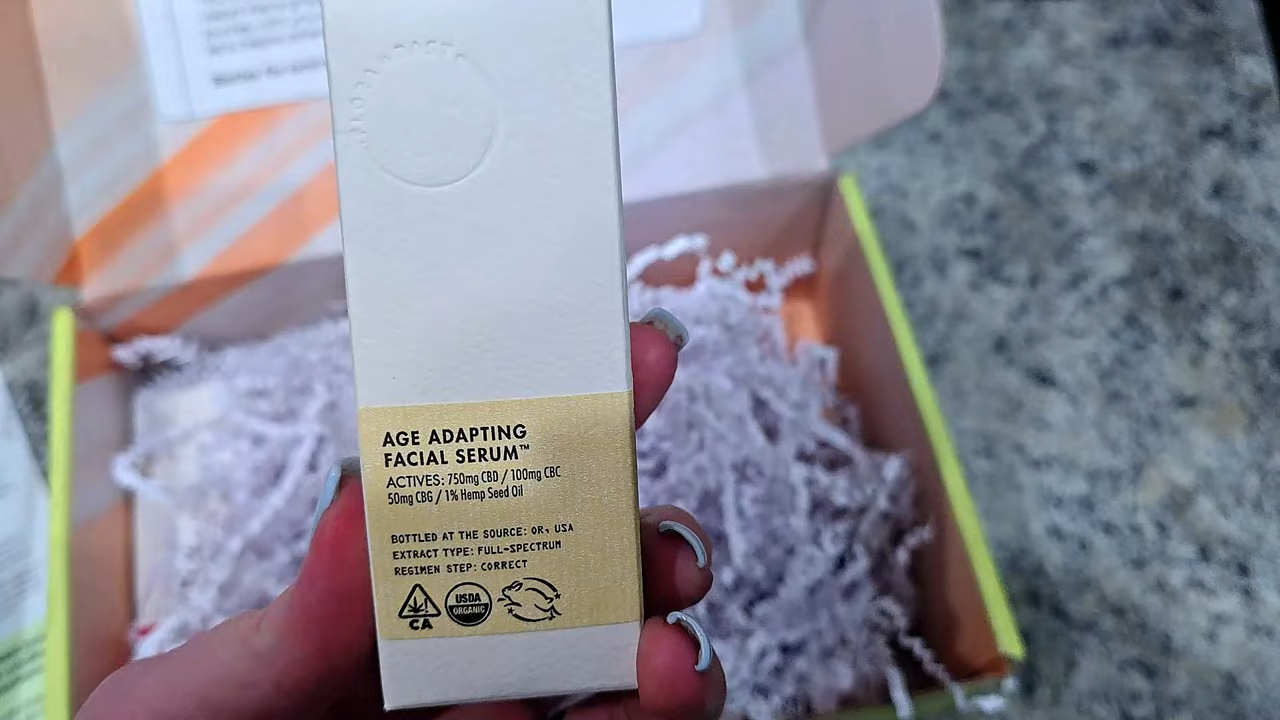 AGE ADAPTING
FACIAL SERUM™
ACTIVES: 750mg CBD / 100mg CBC
50mg CBG / 1% Hemp Seed Oil
BOTTLED AT THE SOURCE: OR, USA
EXTRACT TYPE: FULL-SPECTRUM
REGIMEN STEP: CORRECT
USDA
ORGANIC
CA